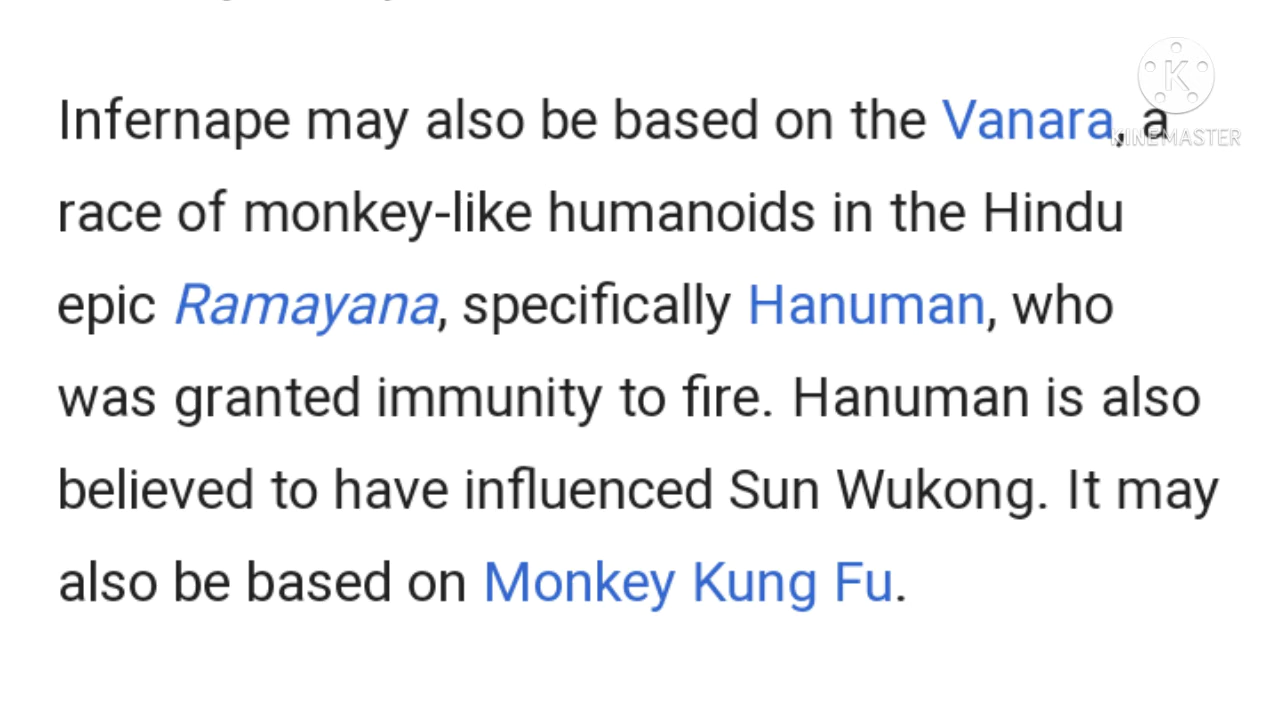 Infernape may also be based on the Vanara, a
race of monkey-like humanoids in the Hindu
epic Ramayana, specifically Hanuman, who
was granted immunity to fire. Hanuman is also
believed to have influenced Sun Wukong. It may
also be based on Monkey Kung Fu.
K
KINEMASTER